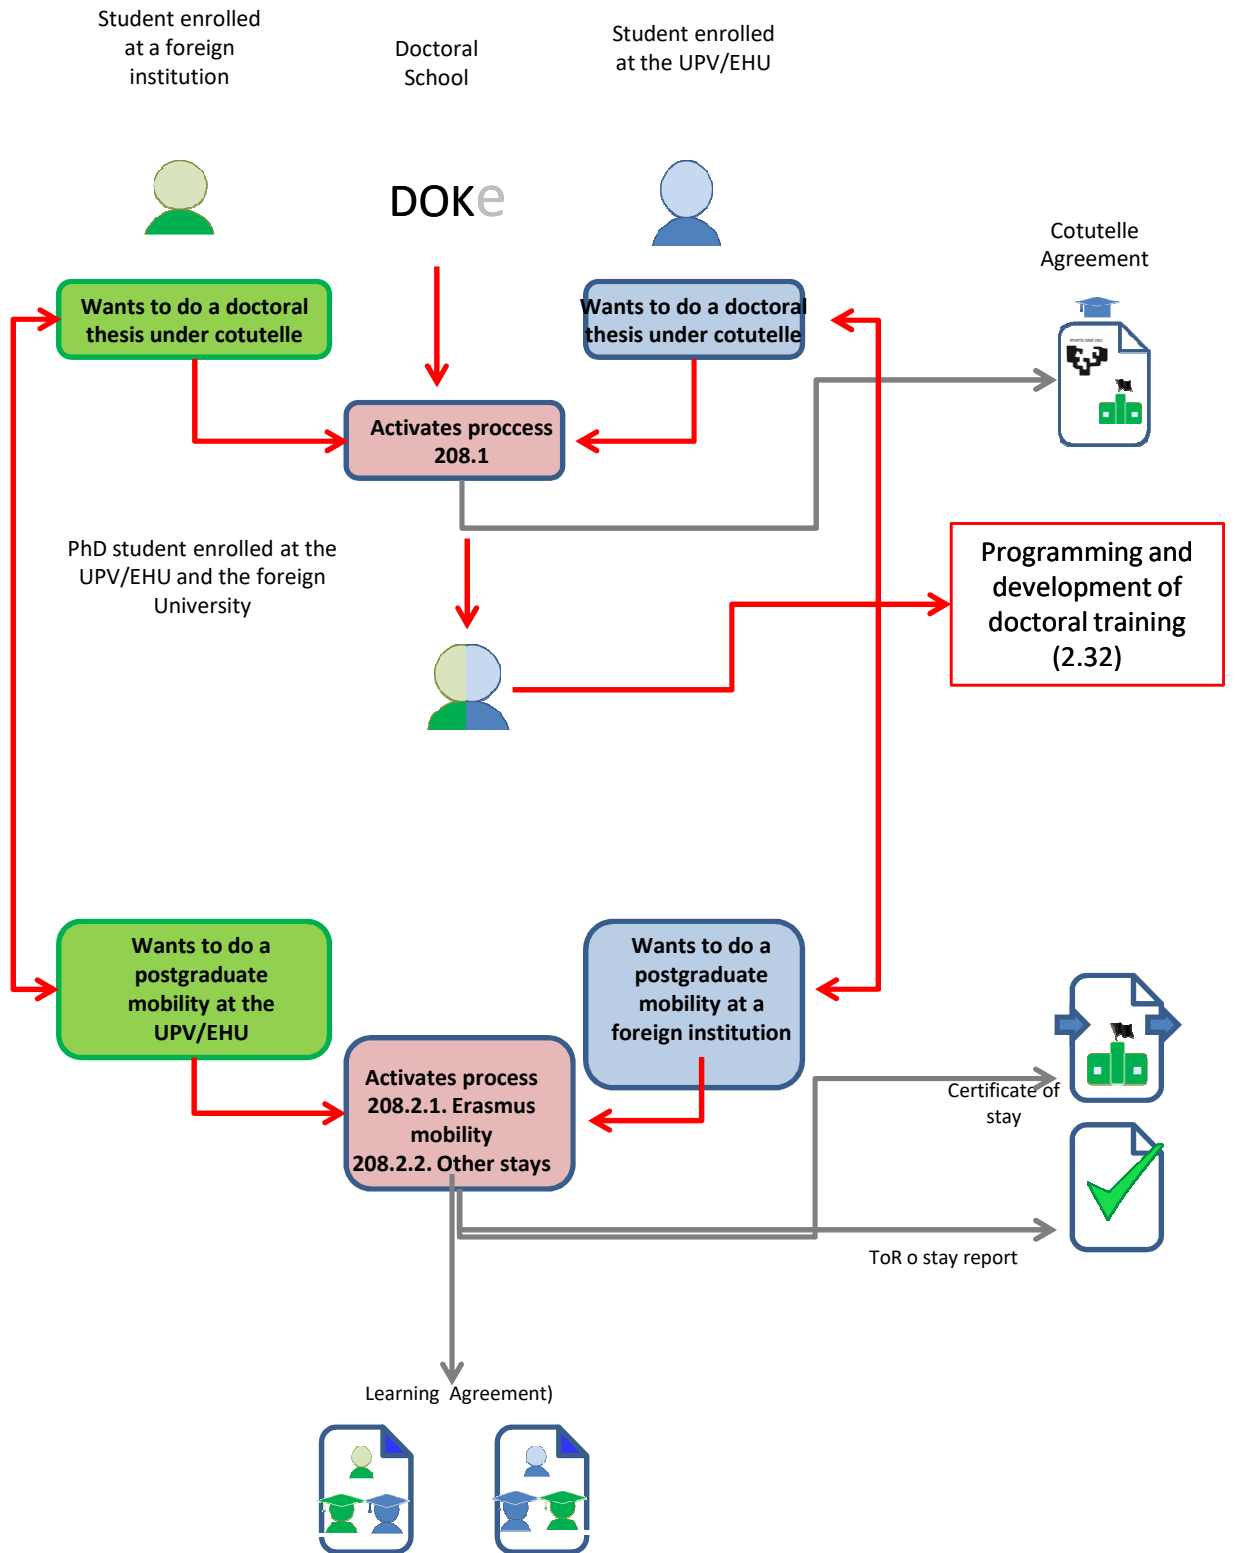 Student enrolled
at a foreign
institution
Doctoral
School
Student enrolled
at the UPV/EHU
DOKe
Cotutelle
Agreement
Wants to do a doctoral
thesis under cotutelle
Wants to do a doctoral
thesis under cotutelle
Activates proccess
208.1
PhD student enrolled at the
UPV/EHU and the foreign
University
Programming and
development of
doctoral training
(2.32)
Wants to do a
postgraduate
mobility at the
UPV/EHU
Wants to do a
postgraduate
mobility at a
foreign institution
Activates process
208.2.1. Erasmus
mobility
208.2.2. Other stays
Certificate of
stay
ToR o stay report
Learning Agreement)